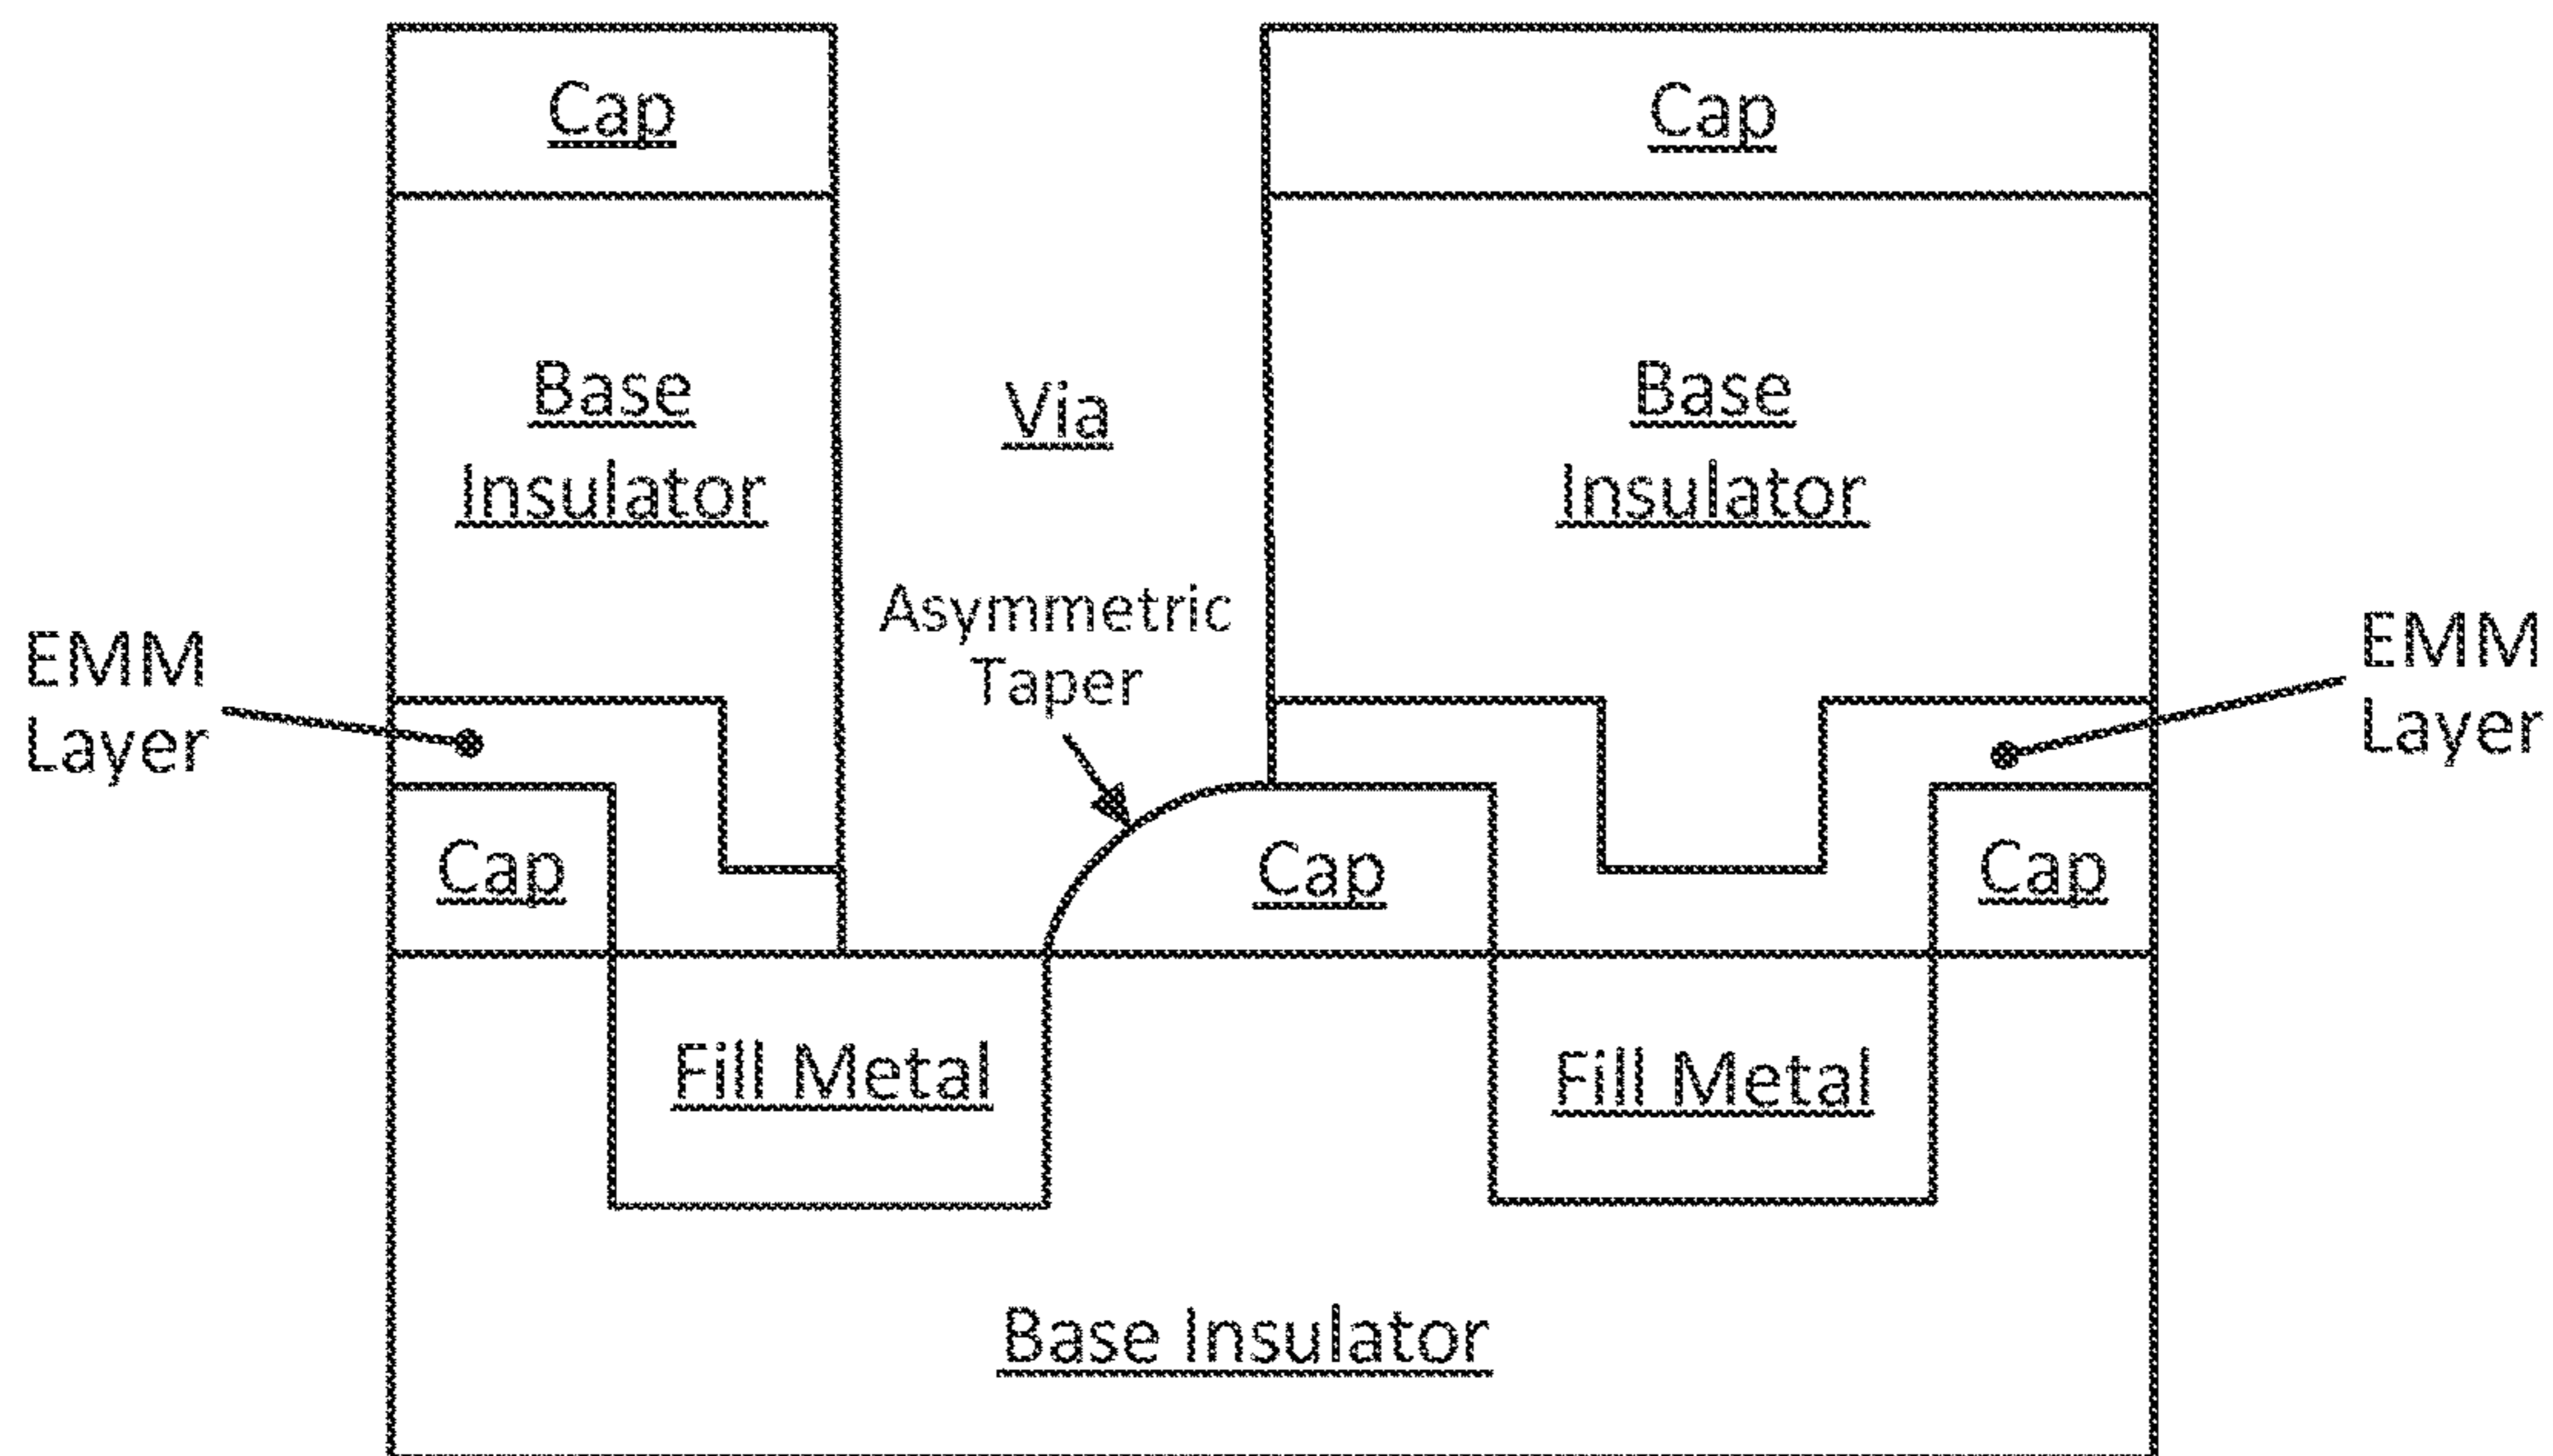 Cap
Cap
Base
Insulator
Via
Base
Insulator
Asymmetric
Taper
EMM
Layer
EMM
Layer
Cap
Cap
Cap
Fill Metal
Fill Metal
Base Insulator